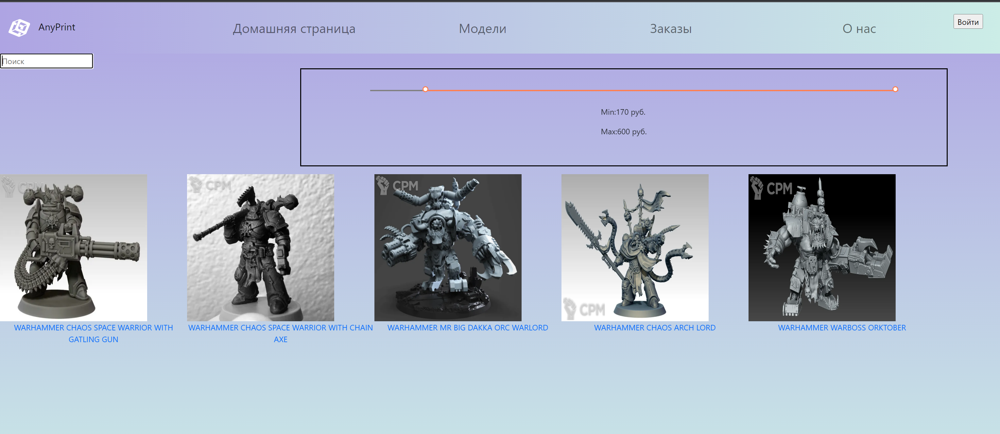 AnyPrint
Домашняя страница
Модели
Заказы
О нас
Войти
Поиск
Min:170 руб.
Max:600 руб.
CPM
CPM
CPM
CPM
CPM
WARHAMMER CHAOS SPACE WARRIOR WITH
GATLING GUN
WARHAMMER CHAOS SPACE WARRIOR WITH CHAIN
AXE
WARHAMMER MR BIG DAKKA ORC WARLORD
WARHAMMER CHAOS ARCH LORD
WARHAMMER WARBOSS ORKTOBER